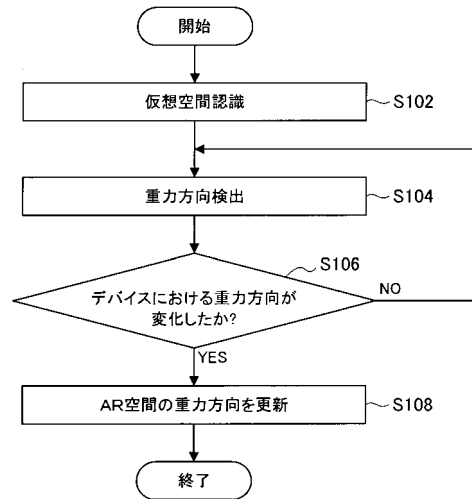 開始
仮想空間認識
S102
重力方向検出
S104
S106
デバイスにおける重力方向が
変化したか?
NO
YES
AR空間の重力方向を更新
S108
終了